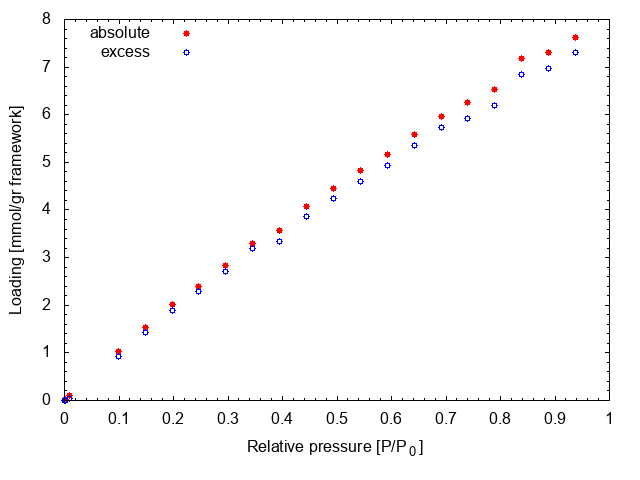 8
7
6
5
4
3
2
1
0
absolute
excess
Loading [mmol/gr framework]
0 0.1 0.2 0.3 0.4 0.5 0.6 0.7 0.8 0.9 1
Relative pressure [P/P₀]